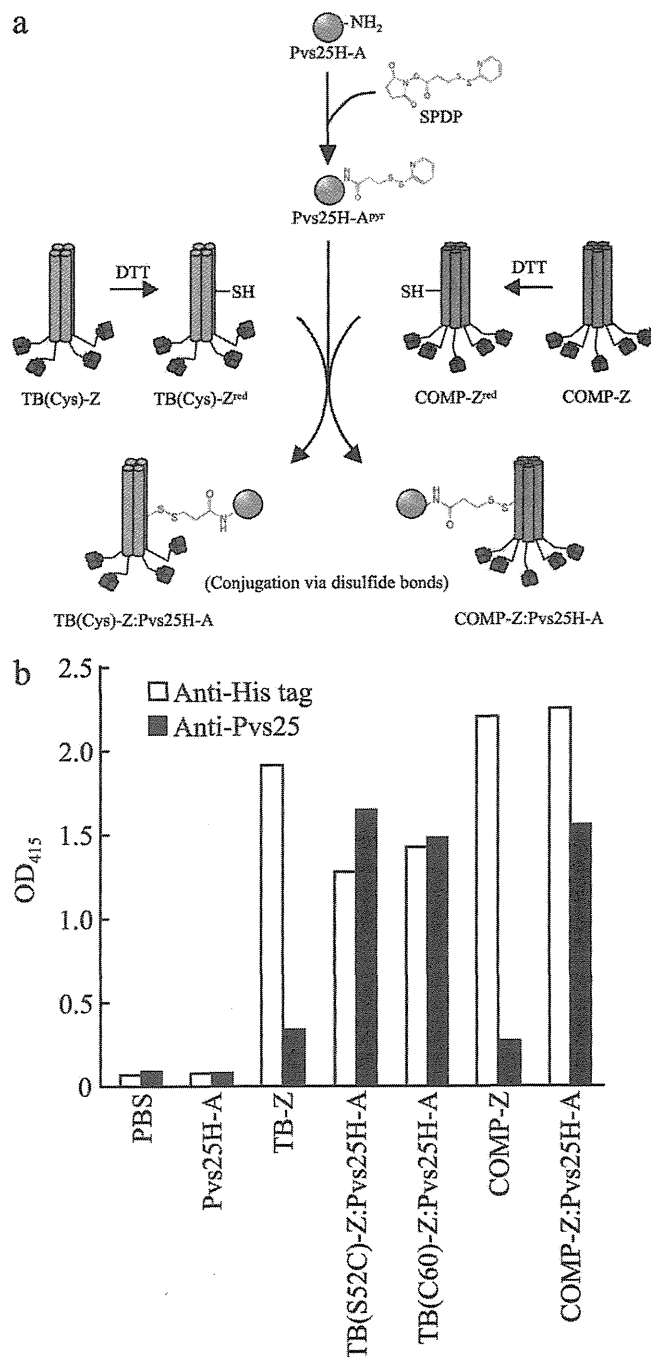 a
NH₂
Pvs25H-A
SPDP
Pvs25H-Aᵖʸʳ
DTT
SH
TB(Cys)-Z
TB(Cys)-Zʳᵉᵈ
SH
DTT
COMP-Zʳᵉᵈ
COMP-Z
(Conjugation via disulfide bonds)
TB(Cys)-Z:Pvs25H-A
COMP-Z:Pvs25H-A
b
Anti-His tag
Anti-Pvs25
OD₄₁₅
2.5
2.0
1.5
1.0
0.5
0
PBS
Pvs25H-A
TB-Z
TB(S52C)-Z:Pvs25H-A
TB(C60)-Z:Pvs25H-A
COMP-Z
COMP-Z:Pvs25H-A